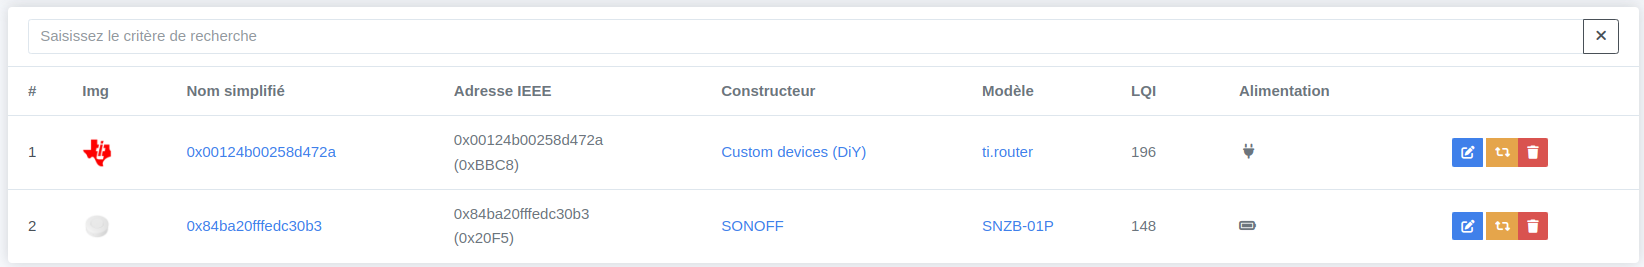 Saisissez le critère de recherche
# Img Nom simplifié Adresse IEEE Constructeur Modèle LQI Alimentation
1 0x00124b00258d472a 0x00124b00258d472a Custom devices (DiY) ti.router 196
(0xBBC8)
2 0x84ba20fffedc30b3 0x84ba20fffedc30b3 SONOFF SNZB-01P 148
(0x20F5)